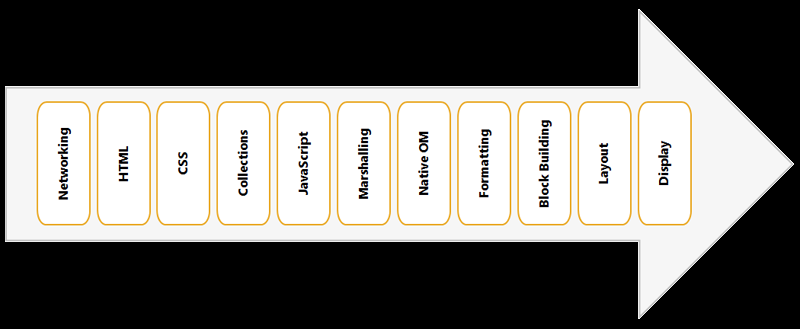 Networking
HTML
CSS
Collections
JavaScript
Marshalling
Native OM
Formatting
Block Building
Layout
Display